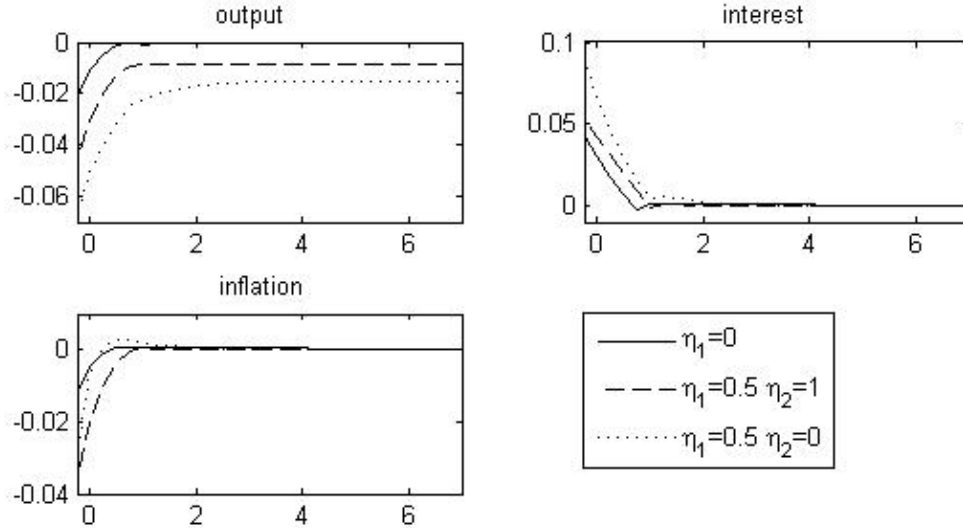 output
0
-0.02
-0.04
-0.06
0 2 4 6
interest
0.1
0.05
0
0 2 4 6
inflation
0
-0.02
-0.04
0 2 4 6
η₁=0
η₁=0.5 η₂=1
η₁=0.5 η₂=0